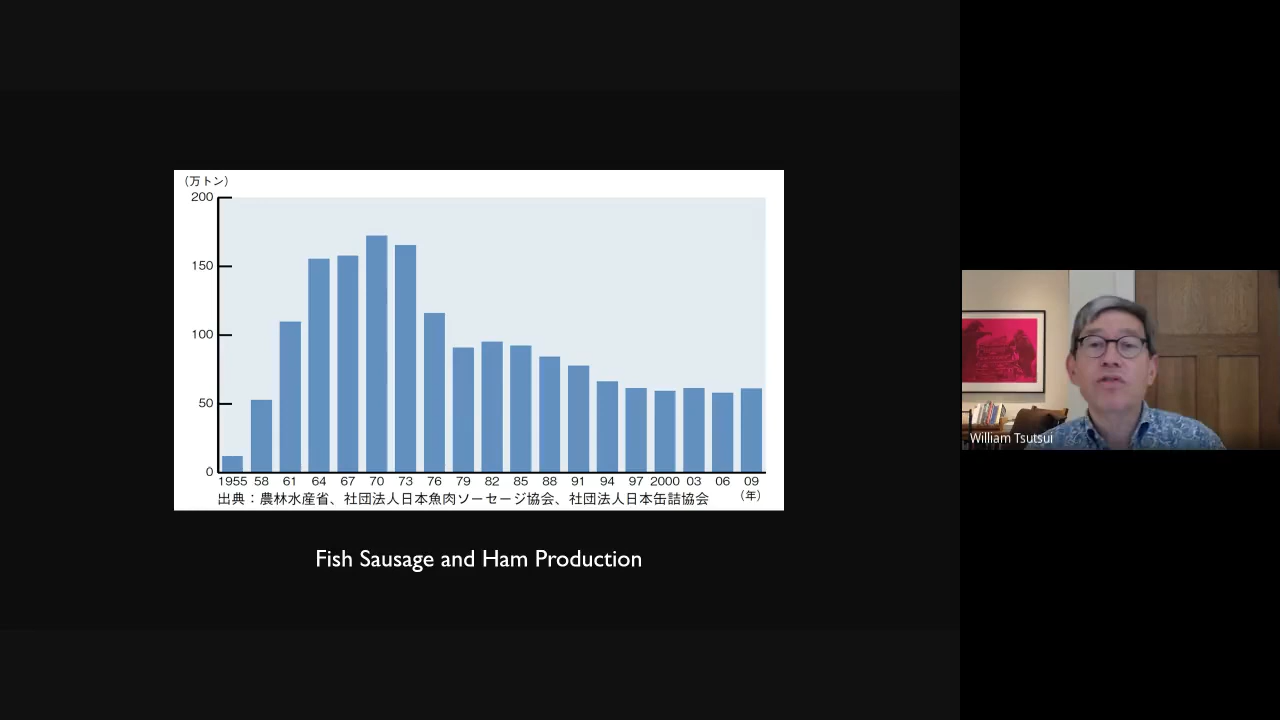 (万トン)
200
150
100
50
0
1955 58 61 64 67 70 73 76 79 82 85 88 91 94 97 2000 03 06 09
(年)
出典：農林水産省、社団法人日本魚肉ソーセージ協会、社団法人日本缶詰協会
Fish Sausage and Ham Production
William Tsutsui